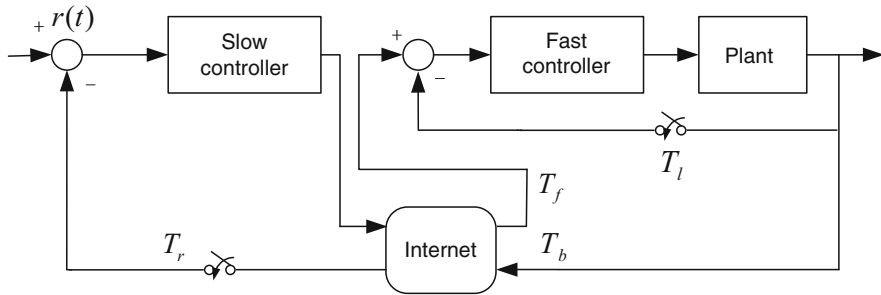 + r(t)
−
Slow
controller
+
−
Fast
controller
Plant
T_l
T_f
Internet
T_b
T_r